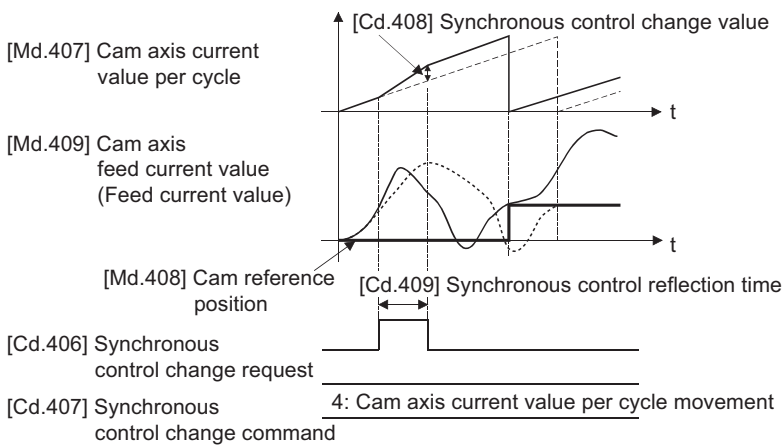 [Cd.408] Synchronous control change value
[Md.407] Cam axis current
value per cycle
t
[Md.409] Cam axis
feed current value
(Feed current value)
t
[Md.408] Cam reference
position
[Cd.409] Synchronous control reflection time
[Cd.406] Synchronous
control change request
[Cd.407] Synchronous
control change command
4: Cam axis current value per cycle movement